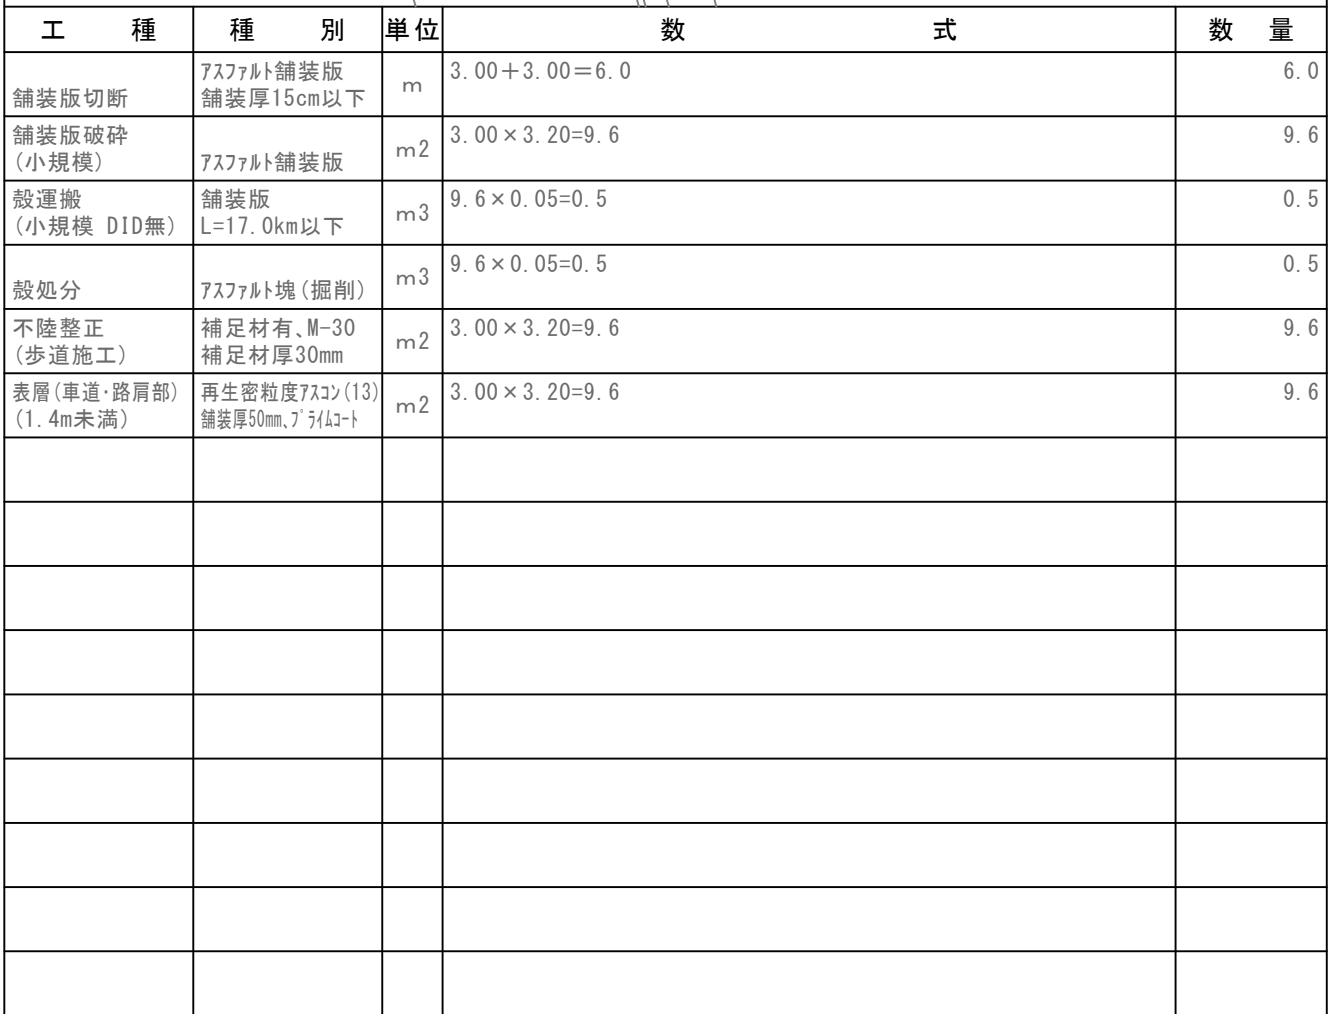 工 種 種 別 単位 数 式 数 量
ｱｽﾌｧﾙﾄ舗装版
舗装版切断 舗装厚15cm以下 m 3.00＋3.00＝6.0 6.0
舗装版破砕
(小規模) ｱｽﾌｧﾙﾄ舗装版 m2 3.00×3.20=9.6 9.6
殻運搬 舗装版
(小規模 DID無) L=17.0km以下 m3 9.6×0.05=0.5 0.5
殻処分 ｱｽﾌｧﾙﾄ塊(掘削) m3 9.6×0.05=0.5 0.5
不陸整正 補足材有､M-30
(歩道施工) 補足材厚30mm m2 3.00×3.20=9.6 9.6
表層(車道･路肩部) 再生密粒度ｱｽｺﾝ(13)
(1.4m未満) 舗装厚50mm､ﾌﾟﾗｲﾑｺｰﾄ m2 3.00×3.20=9.6 9.6